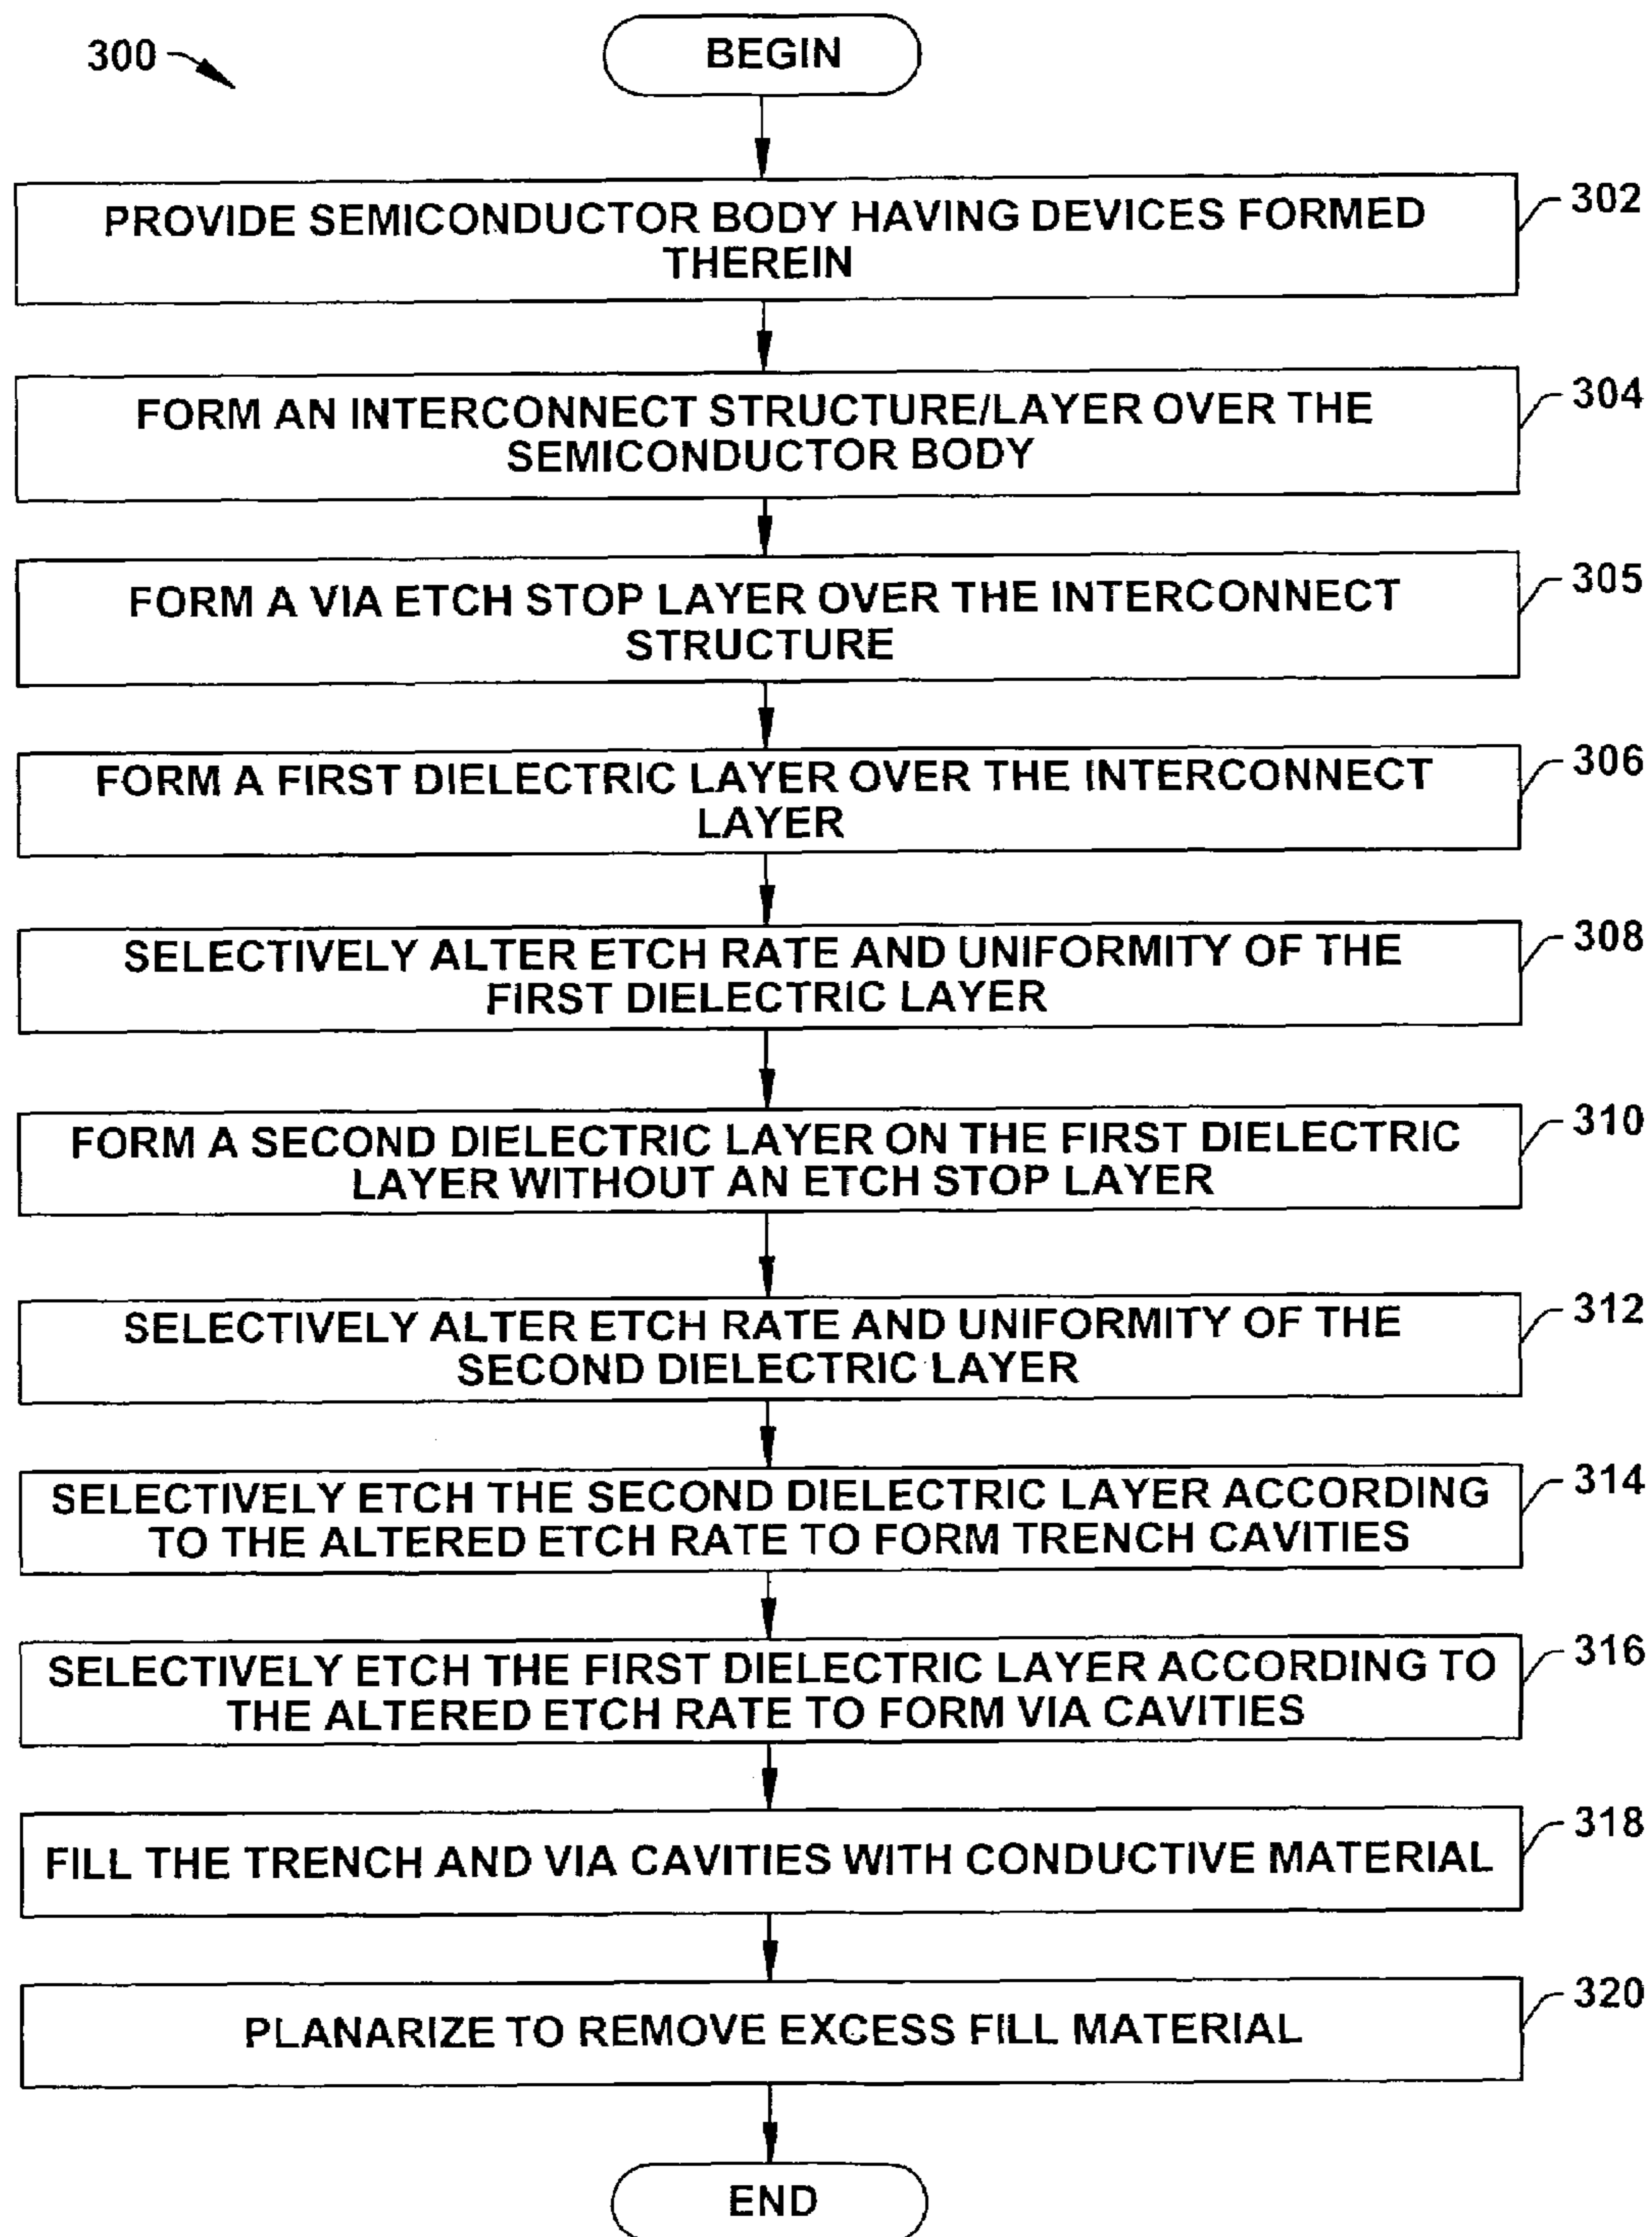 300
BEGIN
302
PROVIDE SEMICONDUCTOR BODY HAVING DEVICES FORMED
THEREIN
304
FORM AN INTERCONNECT STRUCTURE/LAYER OVER THE
SEMICONDUCTOR BODY
305
FORM A VIA ETCH STOP LAYER OVER THE INTERCONNECT
STRUCTURE
306
FORM A FIRST DIELECTRIC LAYER OVER THE INTERCONNECT
LAYER
308
SELECTIVELY ALTER ETCH RATE AND UNIFORMITY OF THE
FIRST DIELECTRIC LAYER
310
FORM A SECOND DIELECTRIC LAYER ON THE FIRST DIELECTRIC
LAYER WITHOUT AN ETCH STOP LAYER
312
SELECTIVELY ALTER ETCH RATE AND UNIFORMITY OF THE
SECOND DIELECTRIC LAYER
314
SELECTIVELY ETCH THE SECOND DIELECTRIC LAYER ACCORDING
TO THE ALTERED ETCH RATE TO FORM TRENCH CAVITIES
316
SELECTIVELY ETCH THE FIRST DIELECTRIC LAYER ACCORDING TO
THE ALTERED ETCH RATE TO FORM VIA CAVITIES
318
FILL THE TRENCH AND VIA CAVITIES WITH CONDUCTIVE MATERIAL
320
PLANARIZE TO REMOVE EXCESS FILL MATERIAL
END